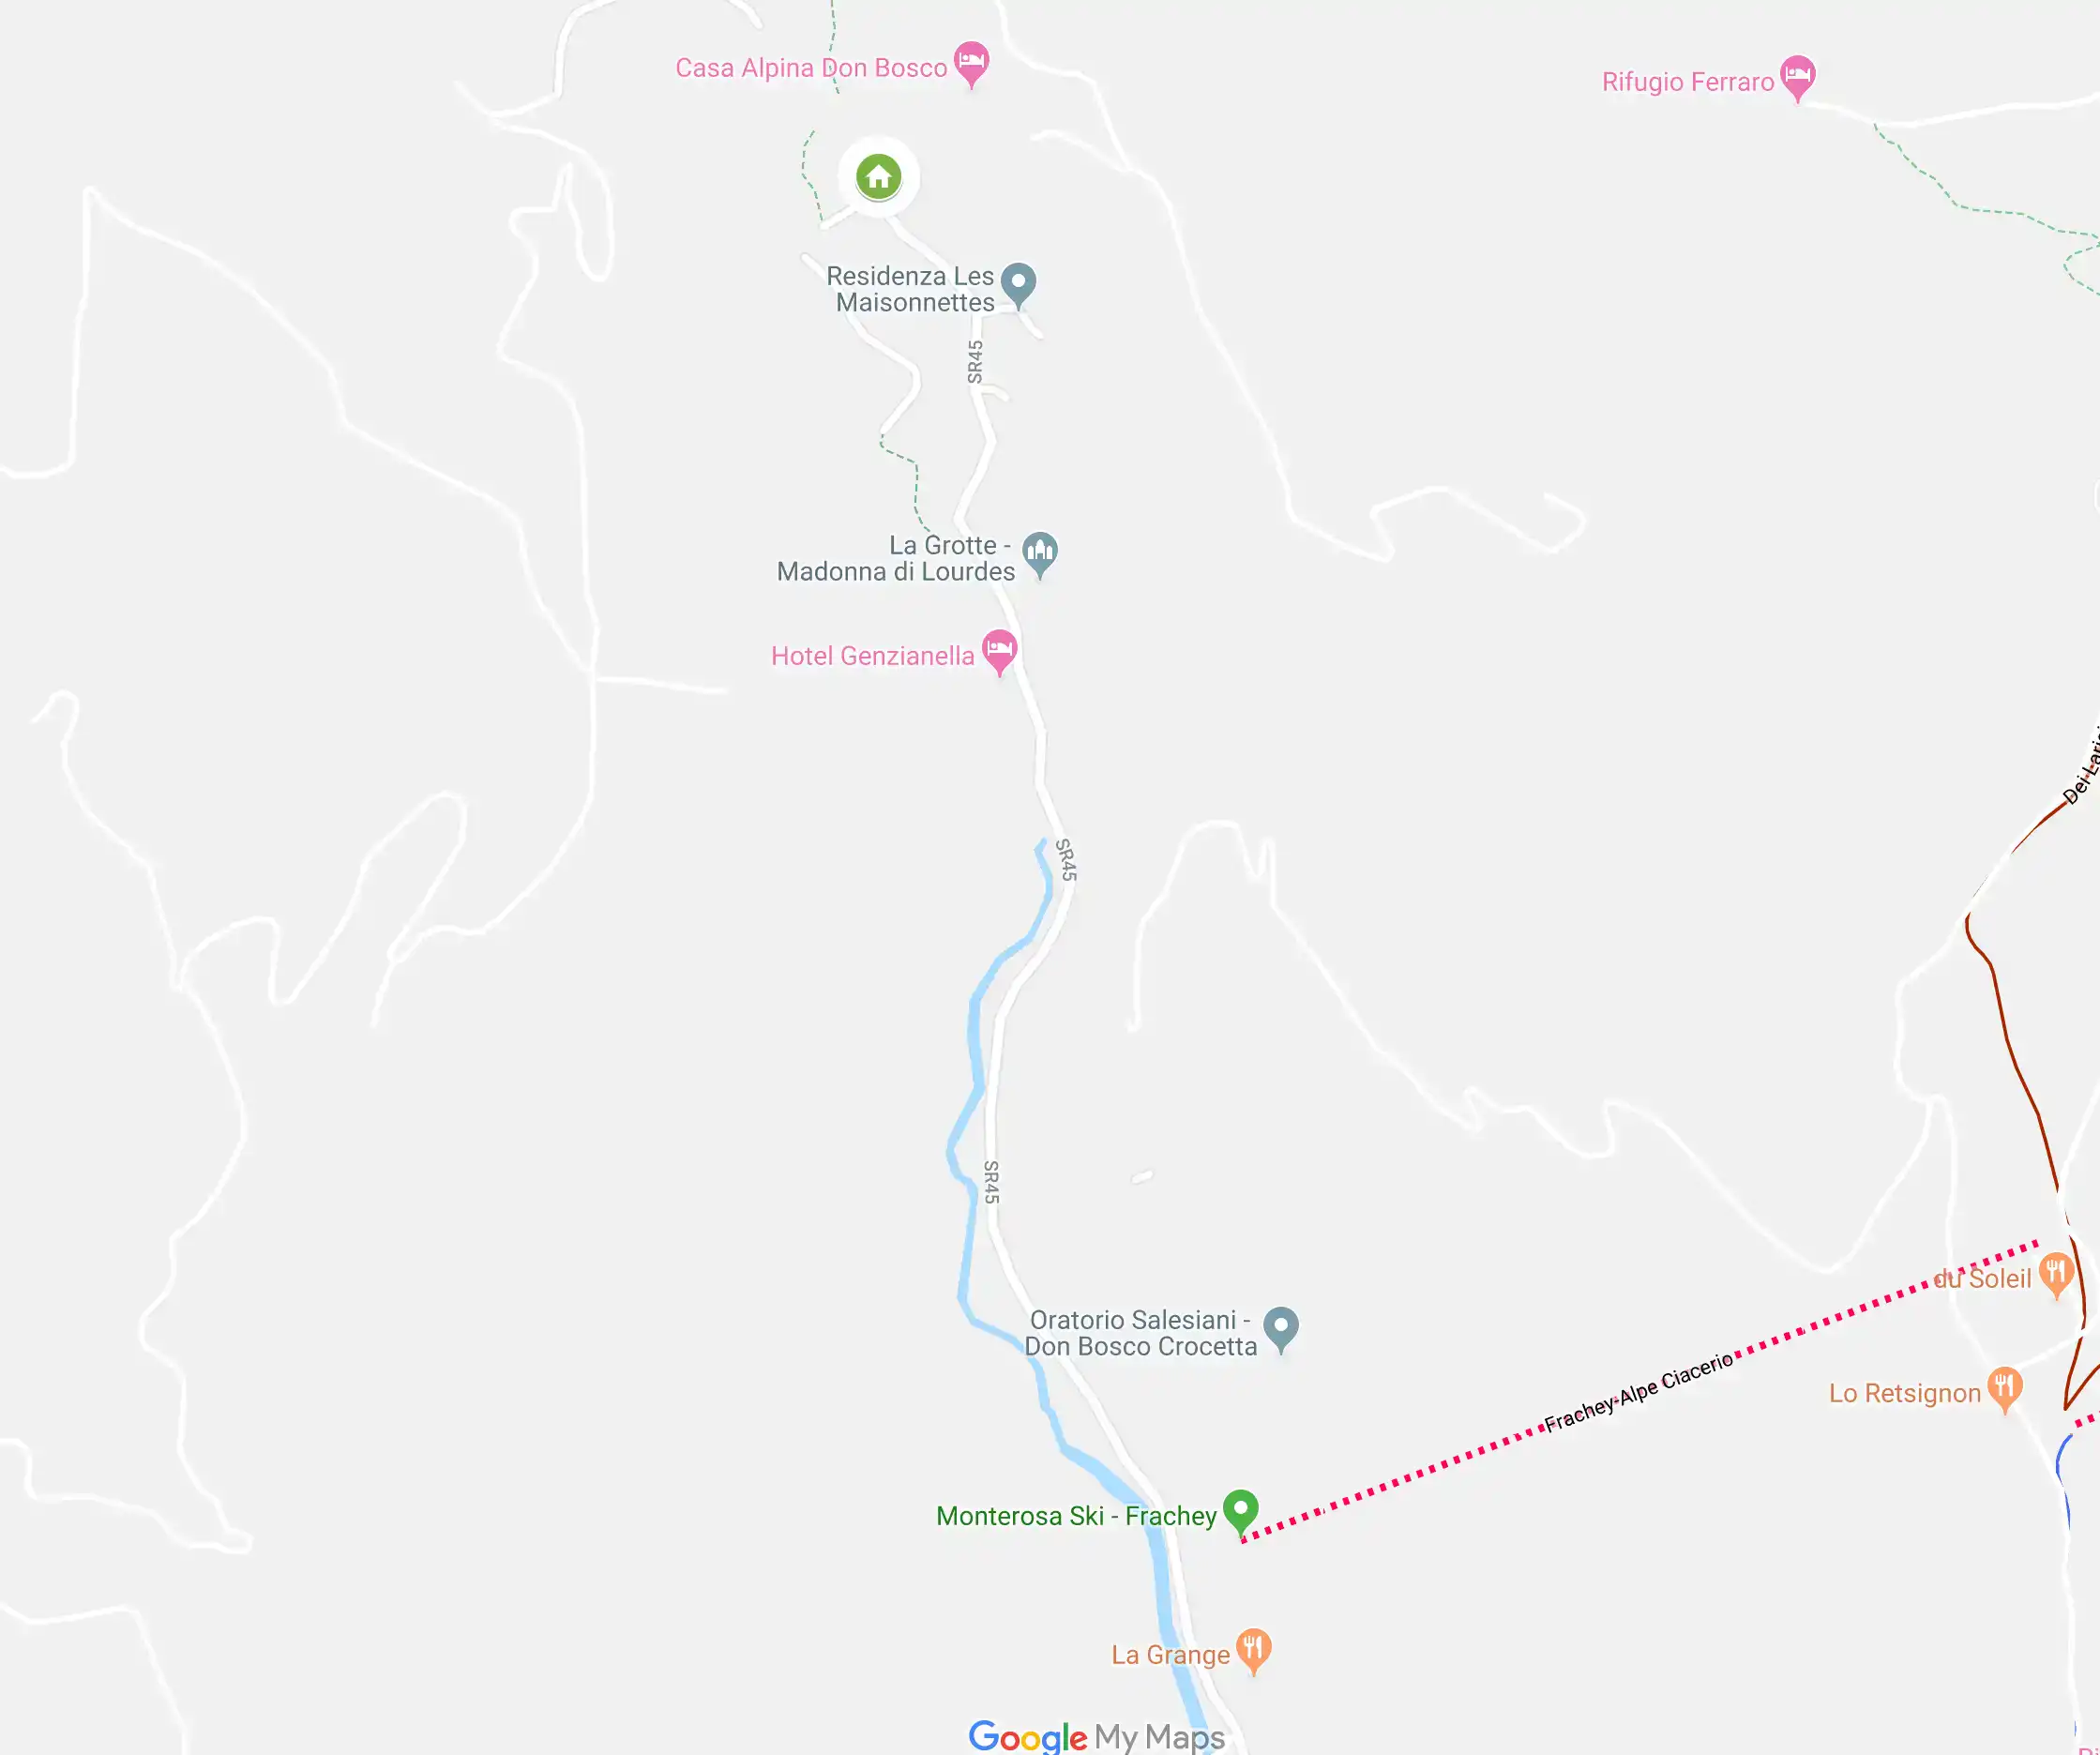 Casa Alpina Don Bosco
Rifugio Ferraro
Residenza Les
Maisonnettes
SR45
La Grotte -
Madonna di Lourdes
Hotel Genzianella
SR45
SR45
Oratorio Salesiani -
Don Bosco Crocetta
du Soleil
Frachey-Alpe Ciacerio
Lo Retsignon
Monterosa Ski - Frachey
La Grange
Google My Maps